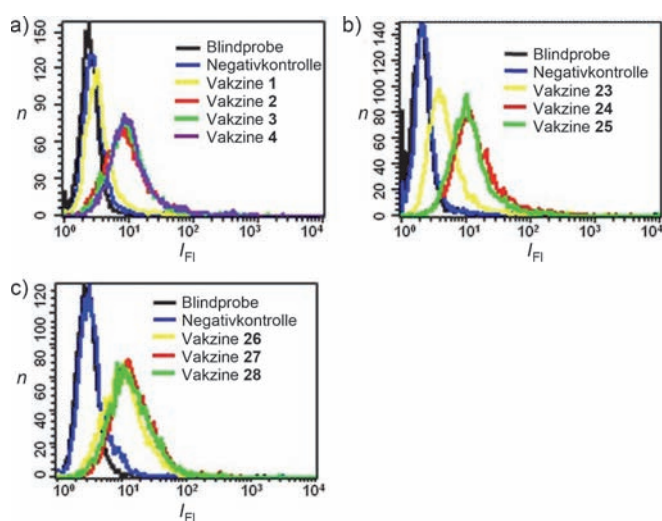 a)
150
120
90
60
30
0
n
Blindprobe
Negativkontrolle
Vakzine 1
Vakzine 2
Vakzine 3
Vakzine 4
10⁰ 10¹ 10² 10³ 10⁴
I_Fl
b)
140
120
100
80
60
40
20
0
n
Blindprobe
Negativkontrolle
Vakzine 23
Vakzine 24
Vakzine 25
10⁰ 10¹ 10² 10³ 10⁴
I_Fl
c)
120
100
80
60
40
20
0
n
Blindprobe
Negativkontrolle
Vakzine 26
Vakzine 27
Vakzine 28
10⁰ 10¹ 10² 10³ 10⁴
I_Fl